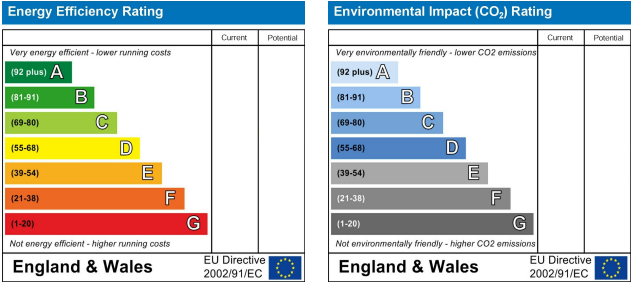 Energy Efficiency Rating
Current Potential
Very energy efficient - lower running costs
(92 plus) A
(81-91) B
(69-80) C
(55-68) D
(39-54) E
(21-38) F
(1-20) G
Not energy efficient - higher running costs
England & Wales
EU Directive
2002/91/EC
Environmental Impact (CO2) Rating
Current Potential
Very environmentally friendly - lower CO2 emissions
(92 plus) A
(81-91) B
(69-80) C
(55-68) D
(39-54) E
(21-38) F
(1-20) G
Not environmentally friendly - higher CO2 emissions
England & Wales
EU Directive
2002/91/EC